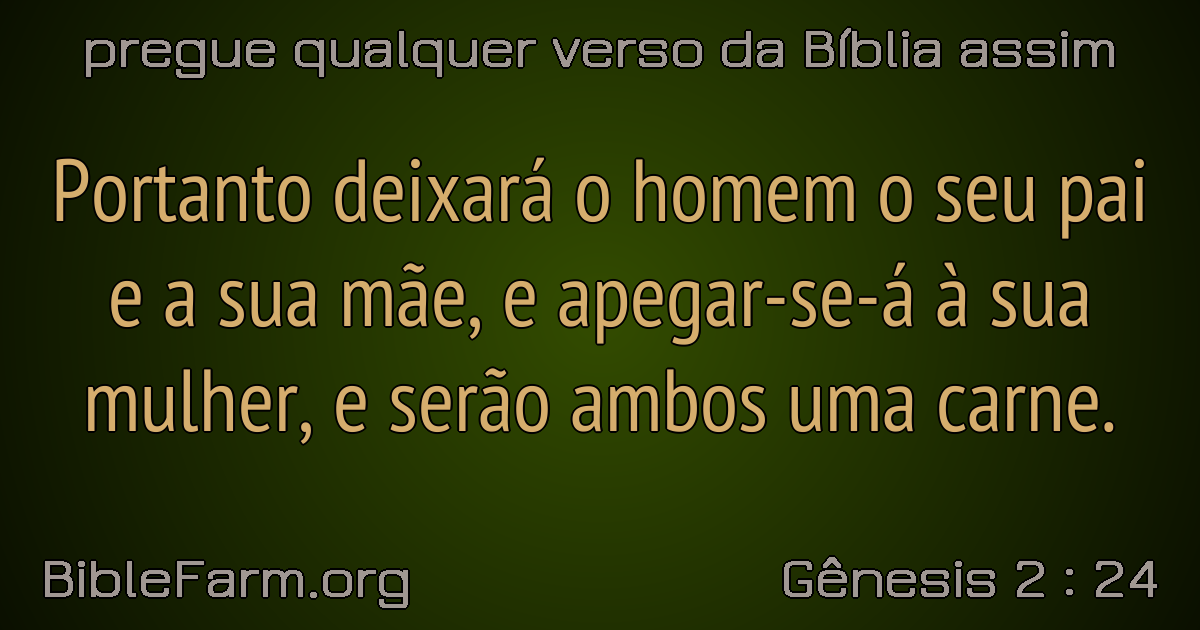 pregue qualquer verso da Bíblia assim
Portanto deixará o homem o seu pai
e a sua mãe, e apegar-se-á à sua
mulher, e serão ambos uma carne.
BibleFarm.org
Gênesis 2 : 24